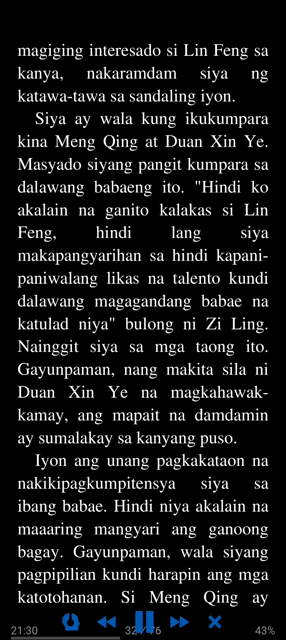 magiging interesado si Lin Feng sa
kanya, nakaramdam siya ng
katawa-tawa sa sandaling iyon.
Siya ay wala kung ikukumpara
kina Meng Qing at Duan Xin Ye.
Masyado siyang pangit kumpara sa
dalawang babaeng ito. "Hindi ko
akalain na ganito kalakas si Lin
Feng, hindi lang siya
makapangyarihan sa hindi kapani-
paniwalang likas na talento kundi
dalawang magagandang babae na
katulad niya" bulong ni Zi Ling.
Nainggit siya sa mga taong ito.
Gayunpaman, nang makita sila ni
Duan Xin Ye na magkahawak-
kamay, ang mapait na damdamin
ay sumalakay sa kanyang puso.
Iyon ang unang pagkakataon na
nakikipagkumpitensya siya sa
ibang babae. Hindi niya akalain na
maaaring mangyari ang ganoong
bagay. Gayunpaman, wala siyang
pagpipilian kundi harapin ang mga
katotohanan. Si Meng Qing ay
21:30 43%